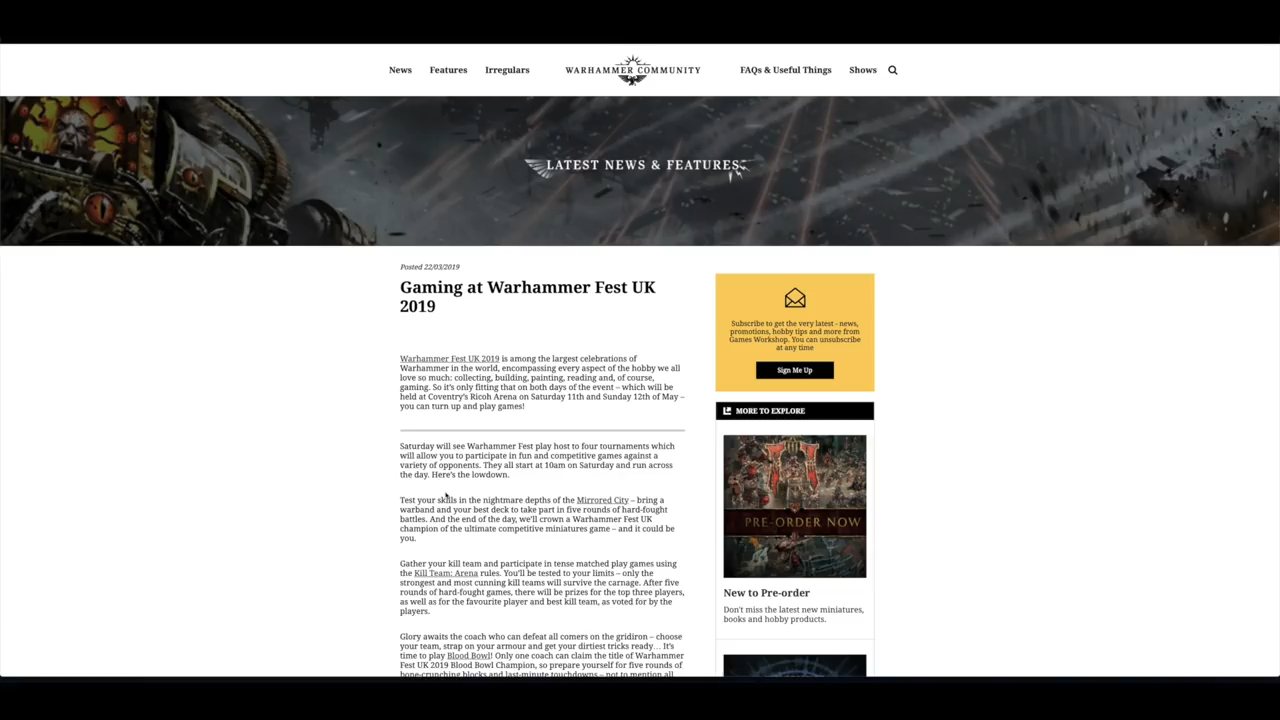 News Features Irregulars WARHAMMER COMMUNITY FAQs & Useful Things Shows
LATEST NEWS & FEATURES
Posted 22/03/2019
Gaming at Warhammer Fest UK
2019
Warhammer Fest UK 2019 is among the largest celebrations of
Warhammer in the world, encompassing every aspect of the hobby we all
love so much: collecting, building, painting, reading and, of course,
gaming. So it's only fitting that on both days of the event – which will be
held at Coventry's Ricoh Arena on Saturday 11th and Sunday 12th of May –
you can turn up and play games!
Saturday will see Warhammer Fest play host to four tournaments which
will allow you to participate in fun and competitive games against a
variety of opponents. They all start at 10am on Saturday and run across
the day. Here's the lowdown.
Test your skills in the nightmare depths of the Mirrored City – bring a
warband and your best deck to take part in five rounds of hard-fought
battles. And the end of the day, we'll crown a Warhammer Fest UK
champion of the ultimate competitive miniatures game – and it could be
you.
Gather your kill team and participate in tense matched play games using
the Kill Team: Arena rules. You'll be tested to your limits – only the
strongest and most cunning kill teams will survive the carnage. After five
rounds of hard-fought games, there will be prizes for the top three players,
as well as for the favourite player and best kill team, as voted for by the
players.
Glory awaits the coach who can defeat all comers on the gridiron – choose
your team, strap on your armour and get your dirtiest tricks ready… It's
time to play Blood Bowl! Only one coach can claim the title of Warhammer
Fest UK 2019 Blood Bowl Champion, so prepare yourself for five rounds of
bone-crunching blocks and last-minute touchdowns – not to mention all
Subscribe to get the very latest - news,
promotions, hobby tips and more from
Games Workshop. You can unsubscribe
at any time
Sign Me Up
MORE TO EXPLORE
PRE-ORDER NOW
New to Pre-order
Don't miss the latest new miniatures,
books and hobby products.